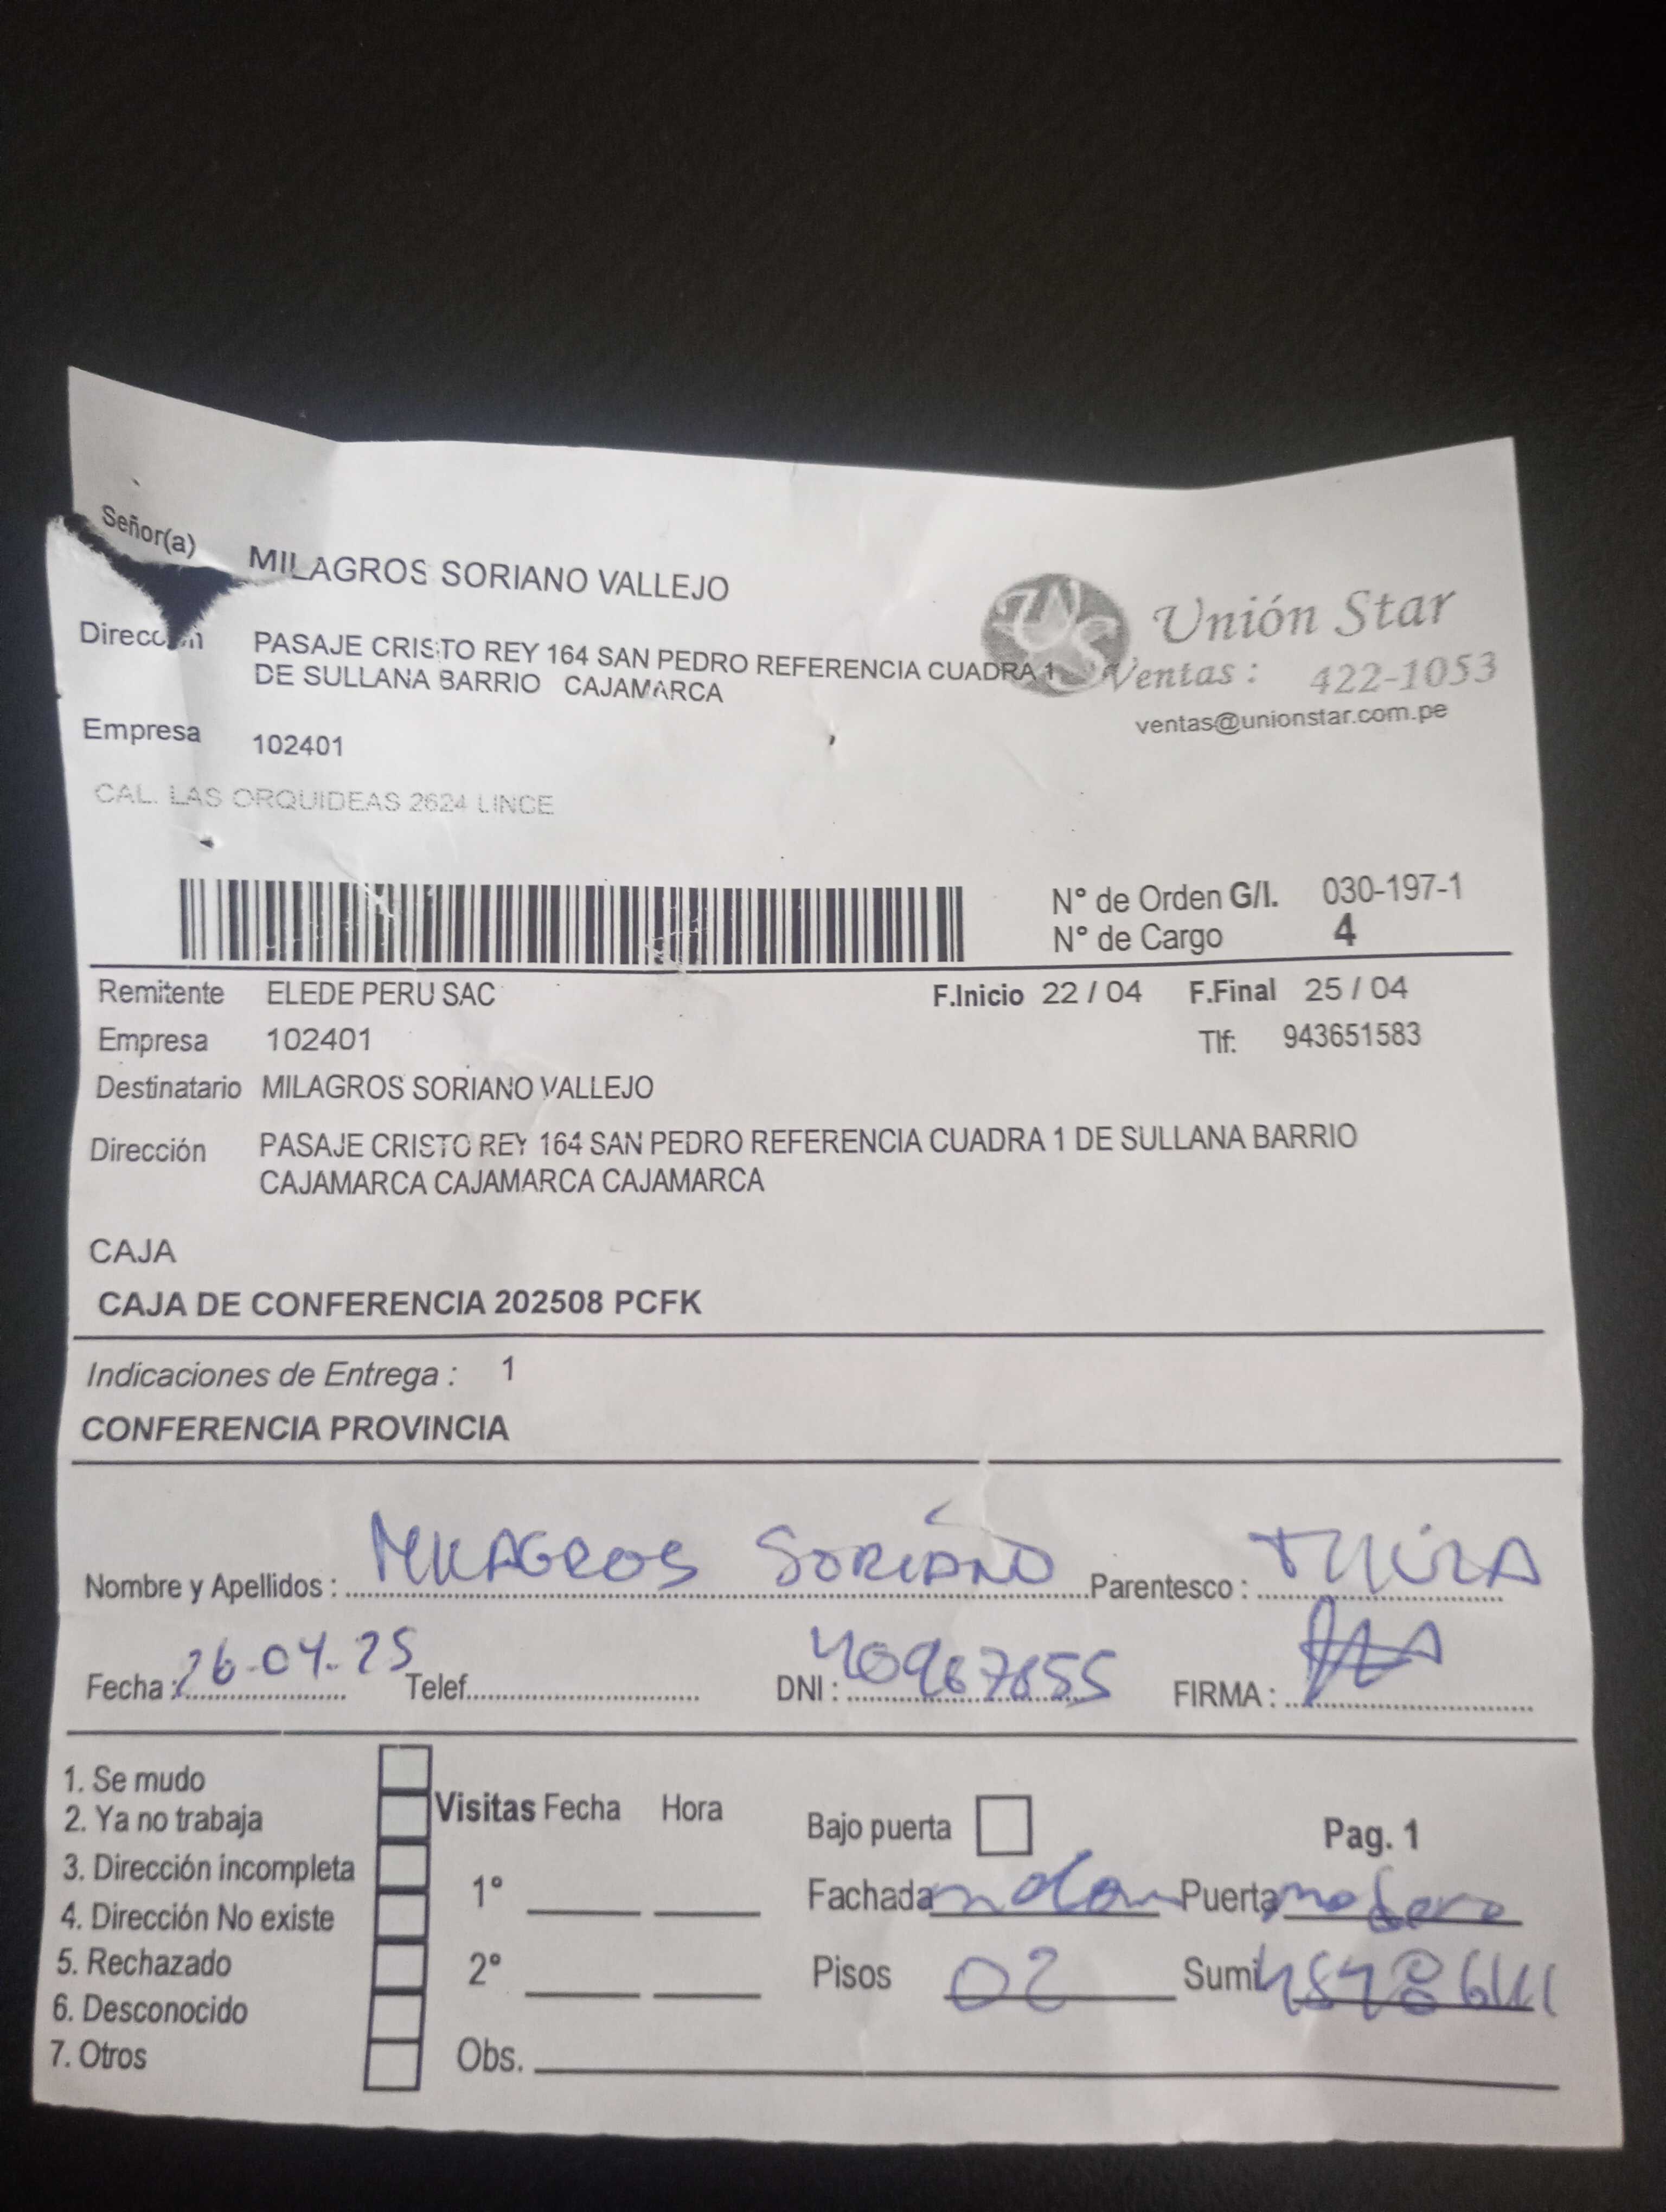 Señor(a) MILAGROS SORIANO VALLEJO
Unión Star
Dirección PASAJE CRISTO REY 164 SAN PEDRO REFERENCIA CUADRA 1
DE SULLANA BARRIO CAJAMARCA
Ventas : 422-1053
ventas@unionstar.com.pe
Empresa 102401
CAL. LAS ORQUIDEAS 2624 LINCE
N° de Orden G/I. 030-197-1
N° de Cargo 4
Remitente ELEDE PERU SAC F.Inicio 22 / 04 F.Final 25 / 04
Empresa 102401 Tlf: 943651583
Destinatario MILAGROS SORIANO VALLEJO
Dirección PASAJE CRISTO REY 164 SAN PEDRO REFERENCIA CUADRA 1 DE SULLANA BARRIO
CAJAMARCA CAJAMARCA CAJAMARCA
CAJA
CAJA DE CONFERENCIA 202508 PCFK
Indicaciones de Entrega : 1
CONFERENCIA PROVINCIA
Nombre y Apellidos : MILAGROS SORIANO Parentesco :
Fecha : 26-04-25 Telef. DNI : 40967855 FIRMA :
1. Se mudo
2. Ya no trabaja
3. Dirección incompleta
4. Dirección No existe
5. Rechazado
6. Desconocido
7. Otros
Visitas Fecha Hora
1°
2°
Obs.
Bajo puerta
Pag. 1
Fachada Puerta madera
Pisos 02 Sumi